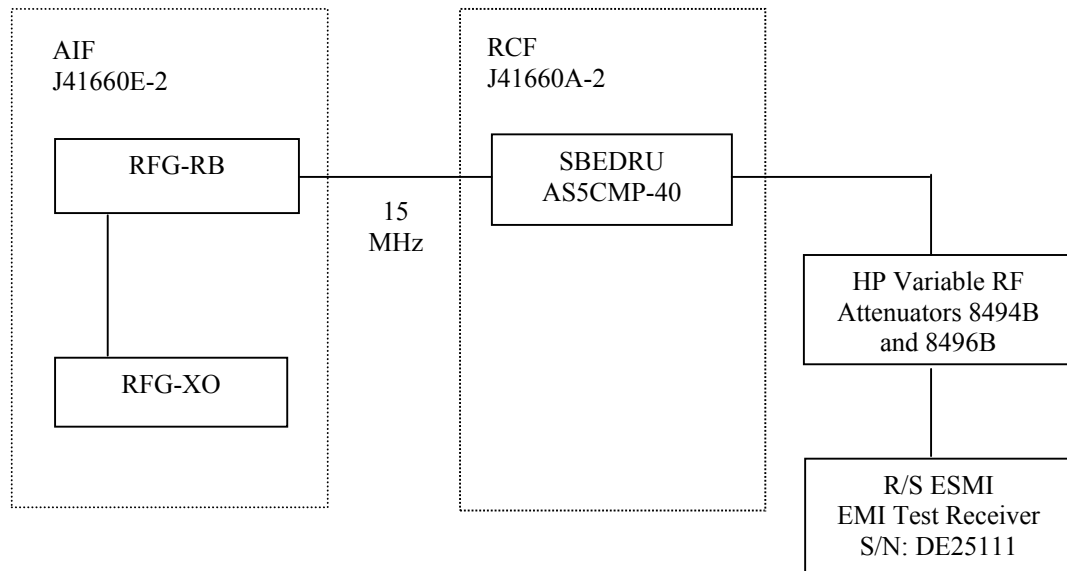 AIF
J41660E-2
RFG-RB
RFG-XO
15
MHz
RCF
J41660A-2
SBEDRU
AS5CMP-40
HP Variable RF
Attenuators 8494B
and 8496B
R/S ESMI
EMI Test Receiver
S/N: DE25111